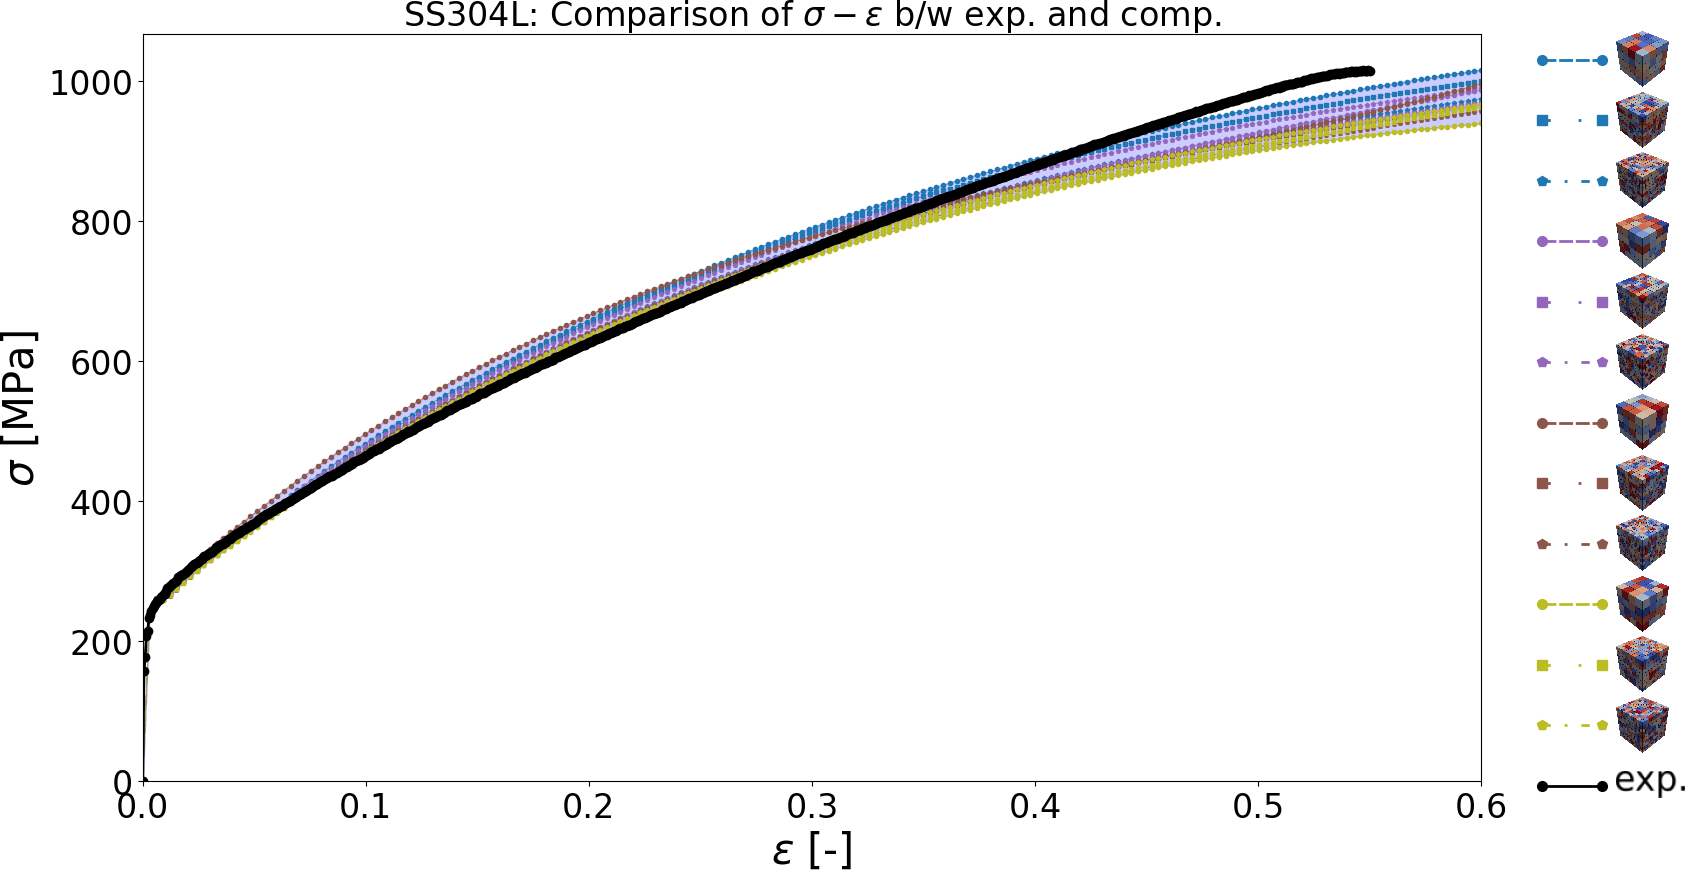 SS304L: Comparison of σ − ε b/w exp. and comp.
1000
800
600
400
200
0
σ [MPa]
0.0 0.1 0.2 0.3 0.4 0.5 0.6
ε [-]
exp.